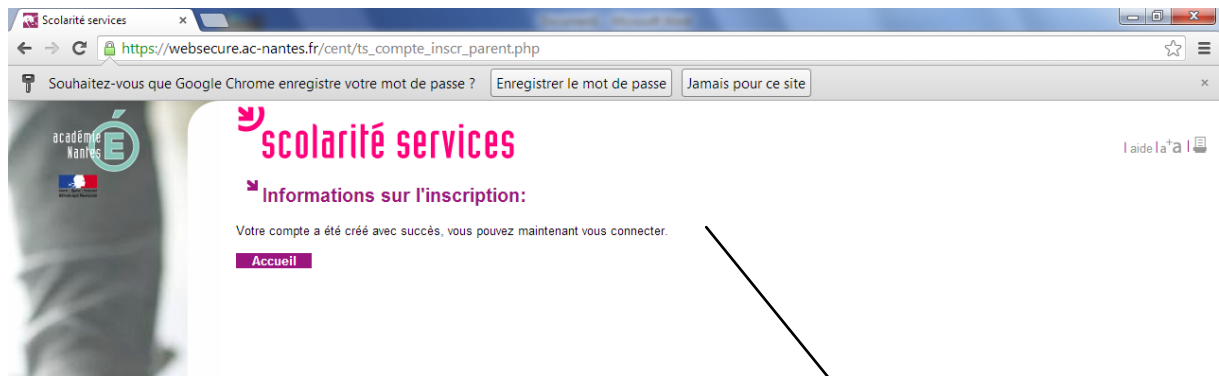 Scolarité services
https://websecure.ac-nantes.fr/cent/ts_compte_inscr_parent.php
Souhaitez-vous que Google Chrome enregistre votre mot de passe ? Enregistrer le mot de passe Jamais pour ce site
académie
Nantes
scolarité services
aide a+a
Informations sur l'inscription:
Votre compte a été créé avec succès, vous pouvez maintenant vous connecter.
Accueil